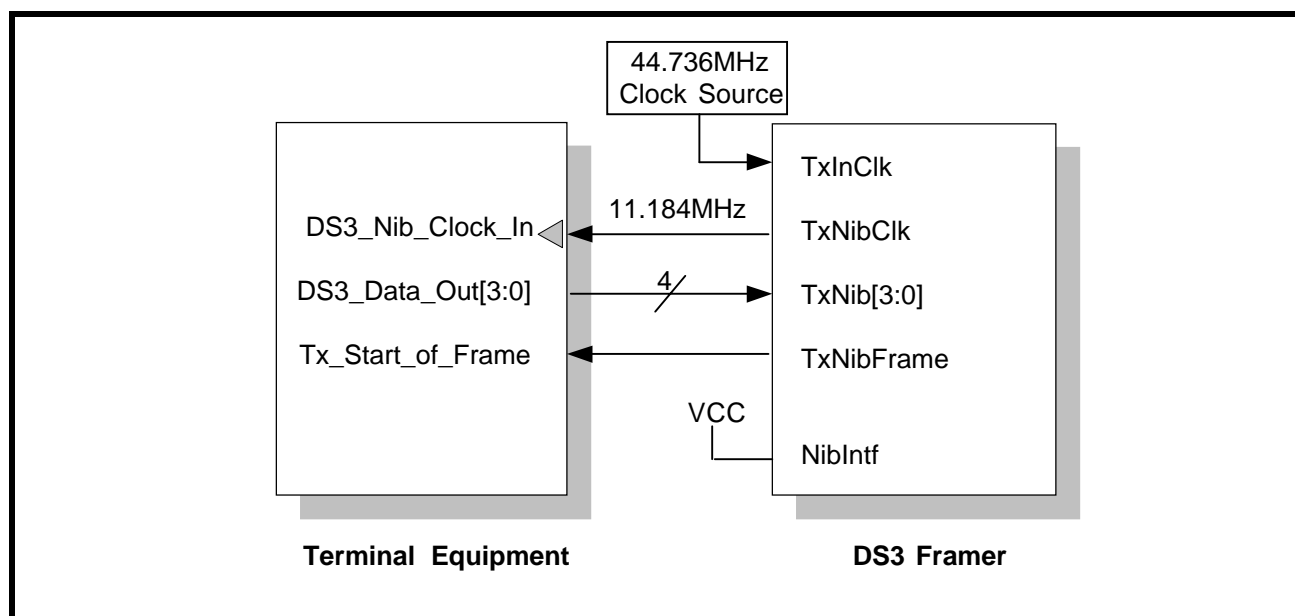 44.736MHz
Clock Source
TxInClk
11.184MHz
DS3_Nib_Clock_In
TxNibClk
DS3_Data_Out[3:0]
4
TxNib[3:0]
Tx_Start_of_Frame
TxNibFrame
VCC
NibIntf
Terminal Equipment
DS3 Framer